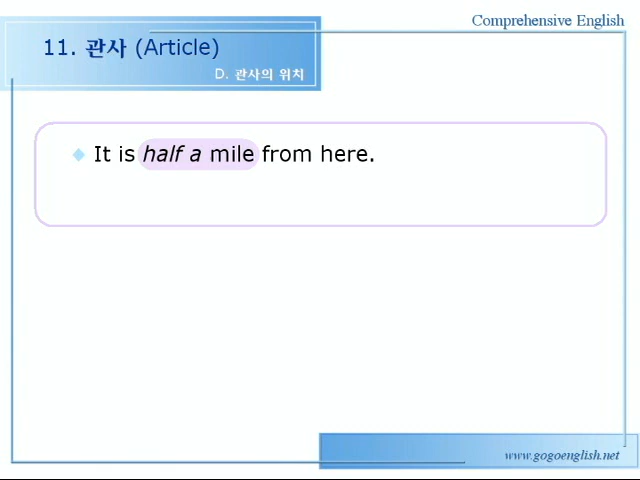 Comprehensive English
11. 관사 (Article)
D. 관사의 위치
It is half a mile from here.
www.gogoenglish.net